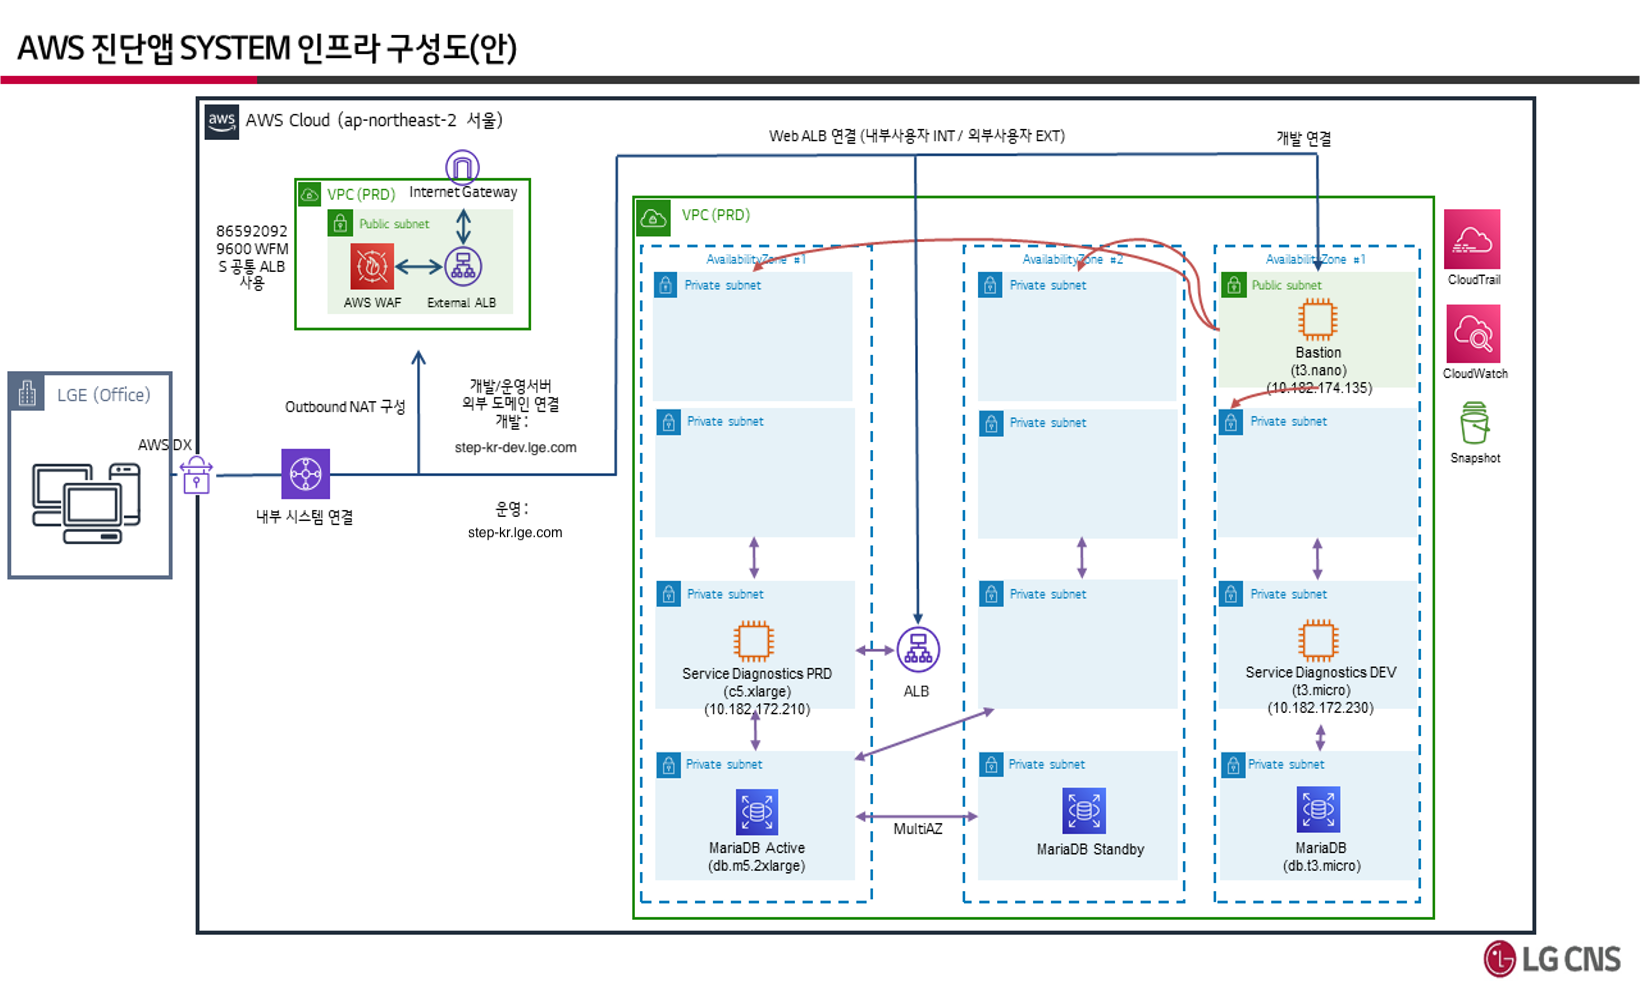 AWS 진단앱 SYSTEM 인프라 구성도(안)
aws
AWS Cloud (ap-northeast-2 서울)
Web ALB 연결 (내부사용자 INT / 외부사용자 EXT)
개발 연결
VPC (PRD)
Internet Gateway
Public subnet
86592092
9600 WFM
S 공통 ALB
사용
AWS WAF
External ALB
LGE (Office)
AWS DX
내부 시스템 연결
Outbound NAT 구성
개발/운영서버
외부 도메인 연결
개발 :
step-kr-dev.lge.com
운영 :
step-kr.lge.com
VPC (PRD)
AvailabilityZone #1
Private subnet
Private subnet
Private subnet
Service Diagnostics PRD
(c5.xlarge)
(10.182.172.210)
Private subnet
MariaDB Active
(db.m5.2xlarge)
ALB
MultiAZ
AvailabilityZone #2
Private subnet
Private subnet
Private subnet
Private subnet
MariaDB Standby
AvailabilityZone #1
Public subnet
Bastion
(t3.nano)
(10.182.174.135)
Private subnet
Private subnet
Service Diagnostics DEV
(t3.micro)
(10.182.172.230)
Private subnet
MariaDB
(db.t3.micro)
CloudTrail
CloudWatch
Snapshot
LG CNS